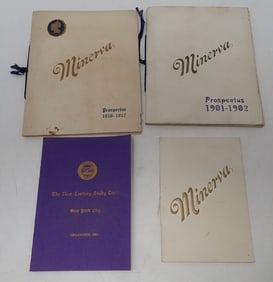 Minerva
Prospectus
1916-1917
Minerva
Prospectus
1901-1902
The New Century Study Circle
New York City
Minerva